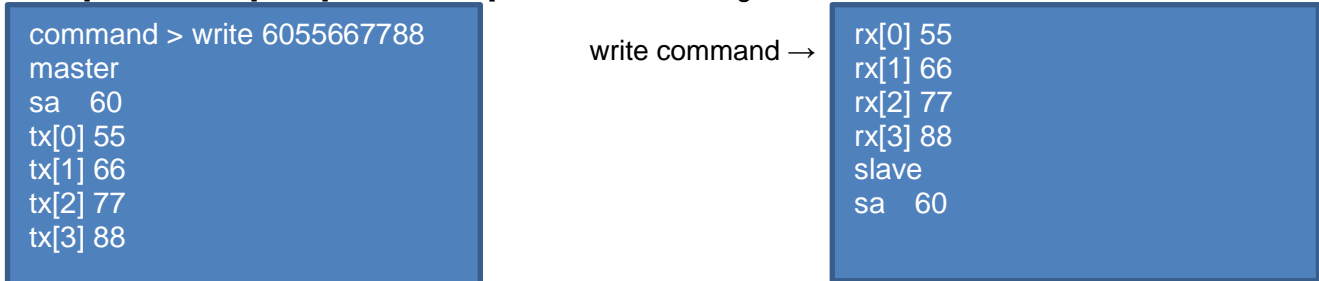 command > write 6055667788
master
sa 60
tx[0] 55
tx[1] 66
tx[2] 77
tx[3] 88
write command →
rx[0] 55
rx[1] 66
rx[2] 77
rx[3] 88
slave
sa 60